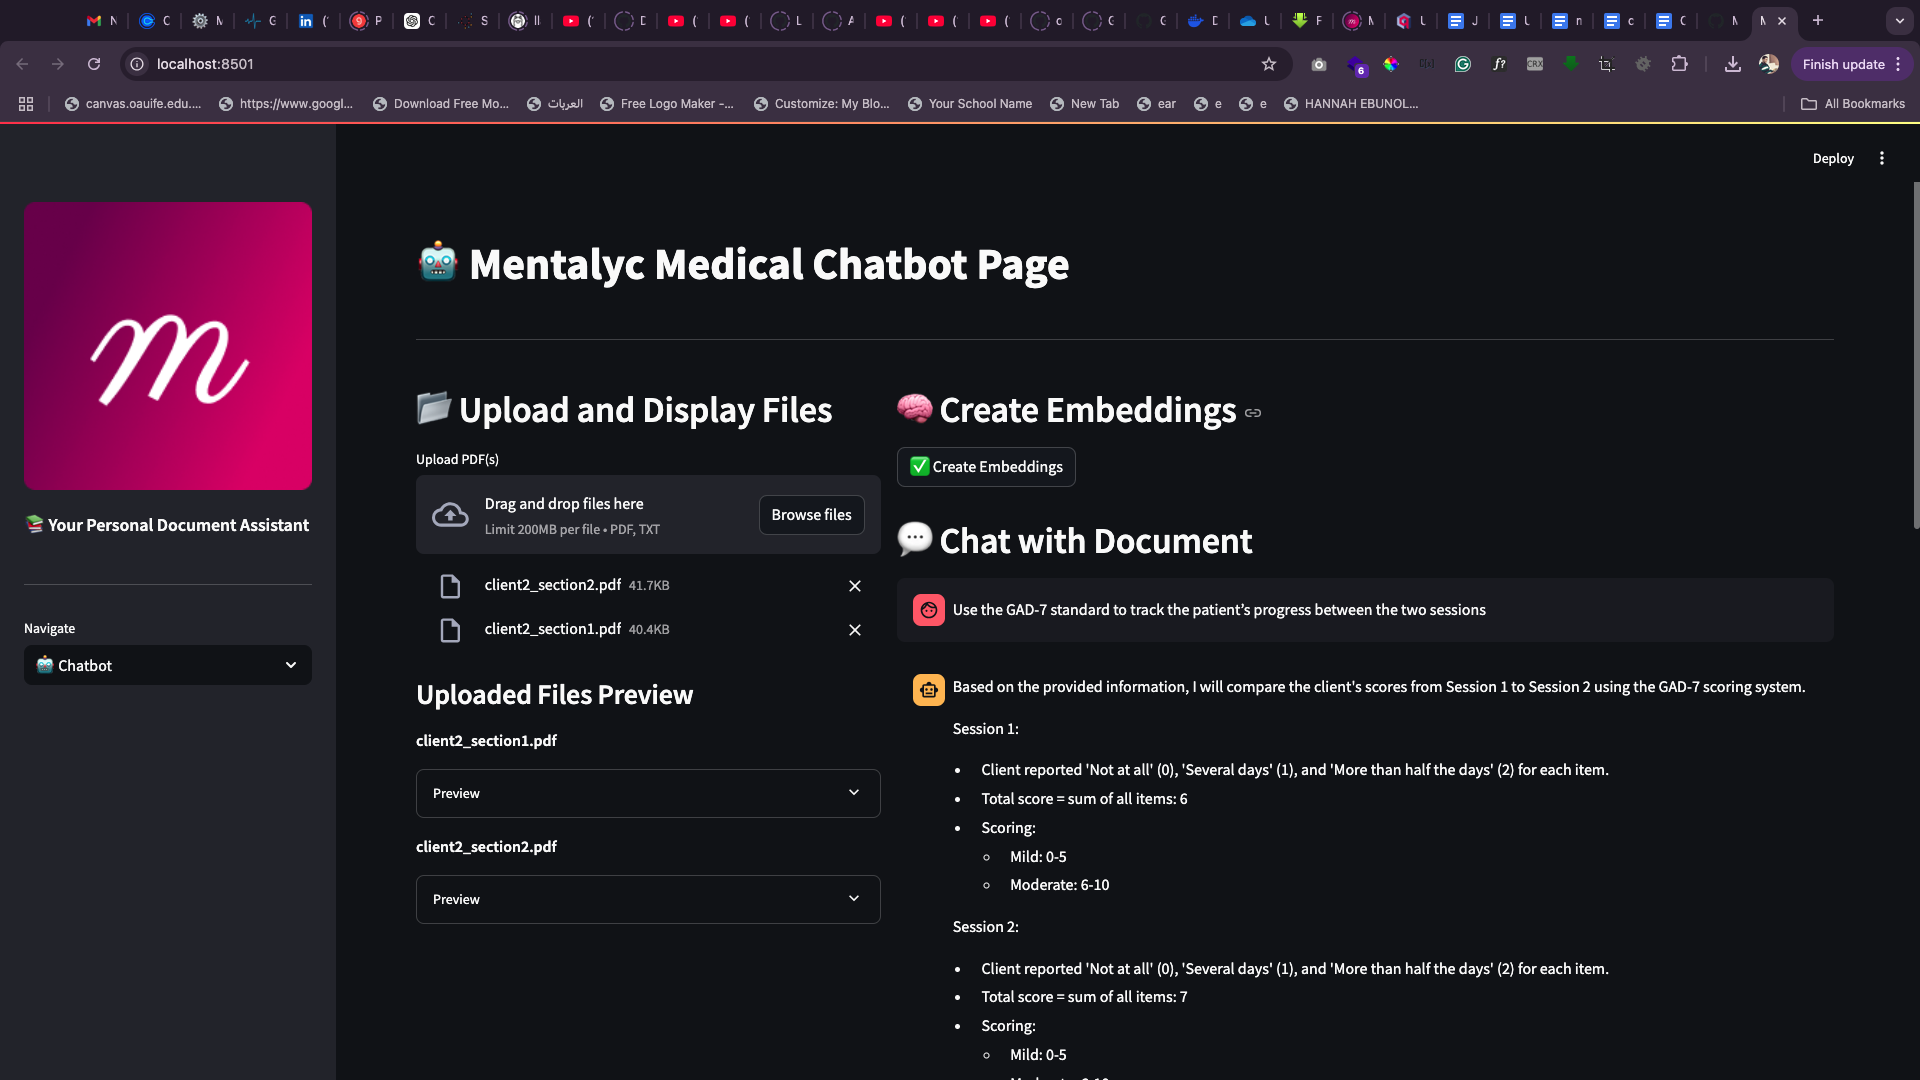 N
C
M
G
(
P
C
S
II
(
D
(
(
L
A
(
(
(
c
C
G
D
U
F
M
U
J
U
n
c
C
M
M
localhost:8501
6
Finish update
canvas.oauife.edu....
https://www.googl...
Download Free Mo...
العربات
Free Logo Maker -...
Customize: My Blo...
Your School Name
New Tab
ear
e
e
HANNAH EBUNOL...
All Bookmarks
Deploy
m
Your Personal Document Assistant
Navigate
Chatbot
Mentalyc Medical Chatbot Page
Upload and Display Files
Upload PDF(s)
Drag and drop files here
Limit 200MB per file • PDF, TXT
Browse files
client2_section2.pdf 41.7KB
client2_section1.pdf 40.4KB
Uploaded Files Preview
client2_section1.pdf
Preview
client2_section2.pdf
Preview
Create Embeddings
Create Embeddings
Chat with Document
Use the GAD-7 standard to track the patient’s progress between the two sessions
Based on the provided information, I will compare the client's scores from Session 1 to Session 2 using the GAD-7 scoring system.
Session 1:
• Client reported 'Not at all' (0), 'Several days' (1), and 'More than half the days' (2) for each item.
• Total score = sum of all items: 6
• Scoring:
◦ Mild: 0-5
◦ Moderate: 6-10
Session 2:
• Client reported 'Not at all' (0), 'Several days' (1), and 'More than half the days' (2) for each item.
• Total score = sum of all items: 7
• Scoring:
◦ Mild: 0-5